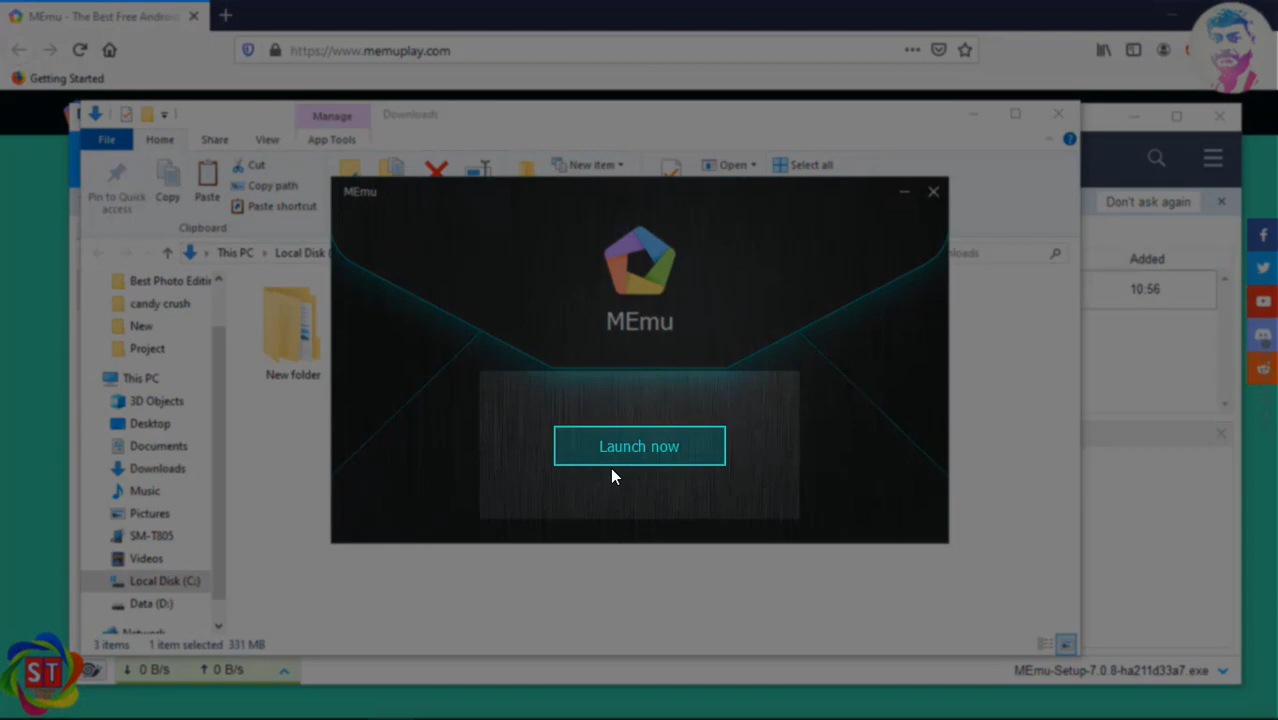 MEmu - The Best Free Android
https://www.memuplay.com
Getting Started
Manage
Downloads
File
Home
Share
View
App Tools
Pin to Quick access
Copy
Paste
Cut
Copy path
Paste shortcut
Clipboard
New item
Open
Select all
Don't ask again
This PC
Local Disk (
Added
10:56
Best Photo Editi
candy crush
New
Project
This PC
3D Objects
Desktop
Documents
Downloads
Music
Pictures
SM-T805
Videos
Local Disk (C:)
Data (D:)
Network
New folder
MEmu
MEmu
Launch now
3 items
1 item selected
331 MB
0 B/s
0 B/s
MEmu-Setup-7.0.8-ha211d33a7.exe
ST